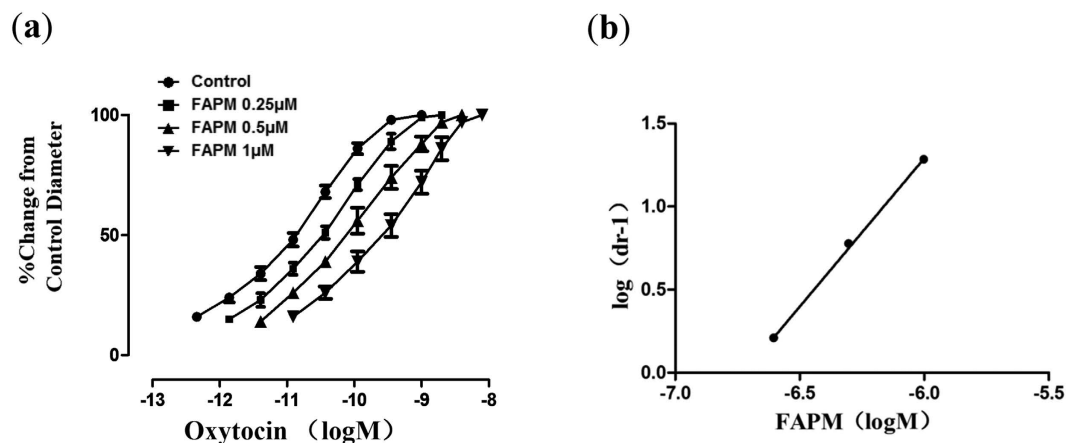 (a)
Control
FAPM 0.25μM
FAPM 0.5μM
FAPM 1μM
%Change from
Control Diameter
100
50
0
-13 -12 -11 -10 -9 -8
Oxytocin （logM）
(b)
log（dr-1）
1.5
1.0
0.5
0.0
-7.0 -6.5 -6.0 -5.5
FAPM（logM）